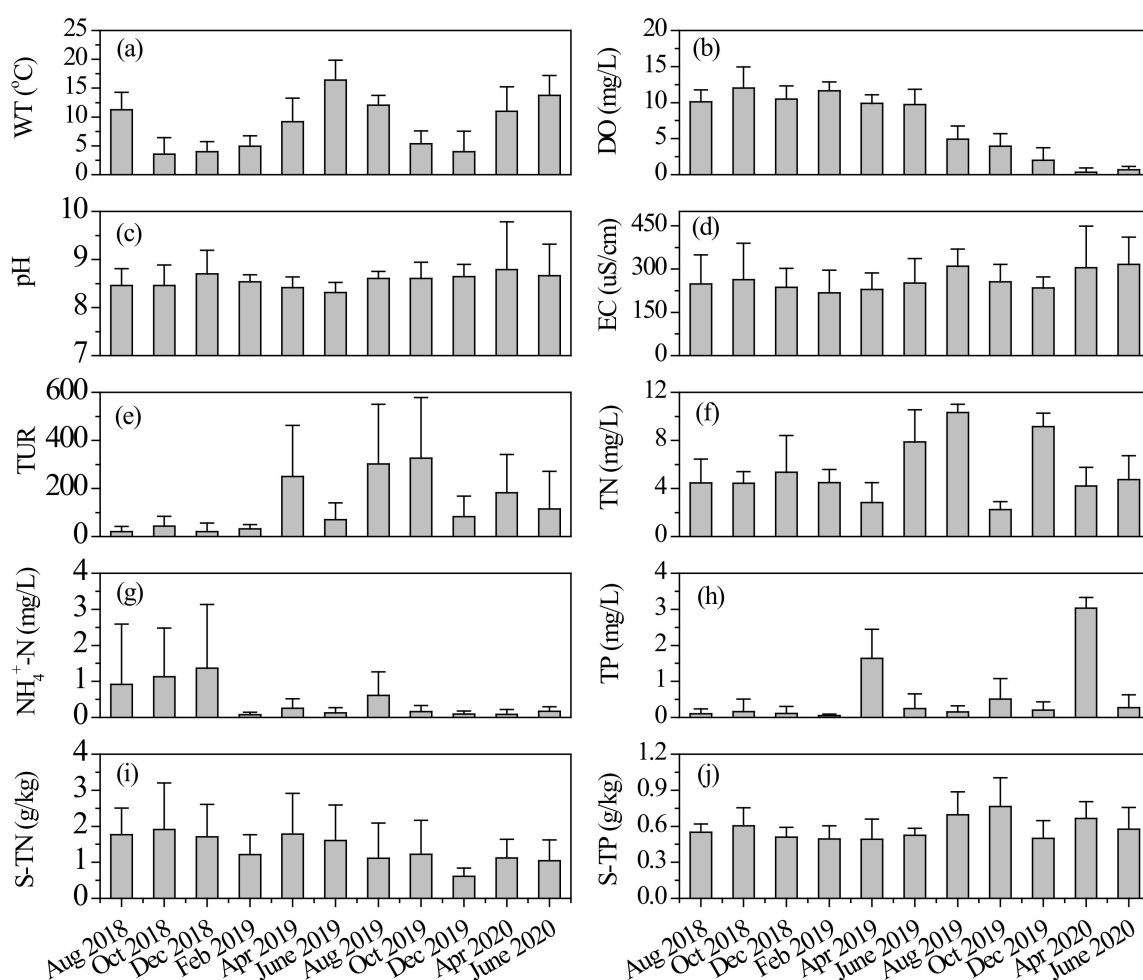 (a)
WT (°C)
25
20
15
10
5
0
(b)
DO (mg/L)
20
15
10
5
0
(c)
pH
10
9
8
7
(d)
EC (uS/cm)
450
300
150
0
(e)
TUR
600
400
200
0
(f)
TN (mg/L)
12
8
4
0
(g)
NH₄⁺-N (mg/L)
4
3
2
1
0
(h)
TP (mg/L)
4
3
2
1
0
(i)
S-TN (g/kg)
4
3
2
1
0
(j)
S-TP (g/kg)
1.2
0.9
0.6
0.3
0.0
Aug 2018
Oct 2018
Dec 2018
Feb 2019
Apr 2019
June 2019
Aug 2019
Oct 2019
Dec 2019
Apr 2020
June 2020
Aug 2018
Oct 2018
Dec 2018
Feb 2019
Apr 2019
June 2019
Aug 2019
Oct 2019
Dec 2019
Apr 2020
June 2020